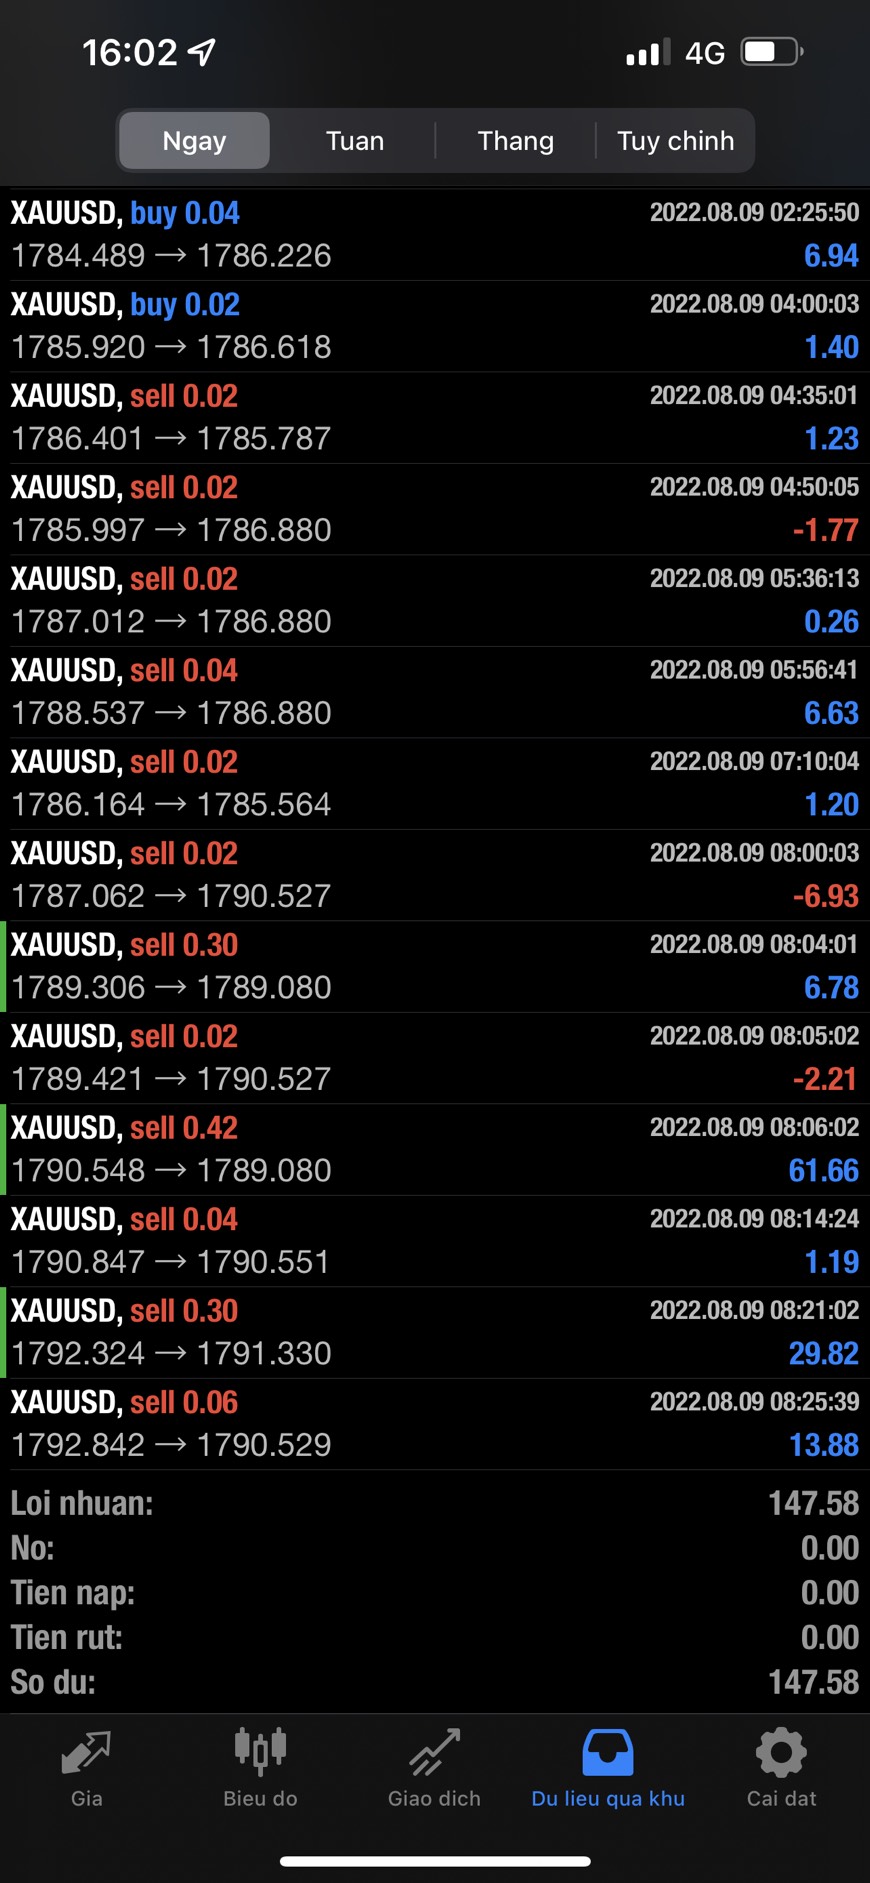 16:02
4G
Ngay Tuan Thang Tuy chinh
XAUUSD, buy 0.04 2022.08.09 02:25:50
1784.489 → 1786.226 6.94
XAUUSD, buy 0.02 2022.08.09 04:00:03
1785.920 → 1786.618 1.40
XAUUSD, sell 0.02 2022.08.09 04:35:01
1786.401 → 1785.787 1.23
XAUUSD, sell 0.02 2022.08.09 04:50:05
1785.997 → 1786.880 -1.77
XAUUSD, sell 0.02 2022.08.09 05:36:13
1787.012 → 1786.880 0.26
XAUUSD, sell 0.04 2022.08.09 05:56:41
1788.537 → 1786.880 6.63
XAUUSD, sell 0.02 2022.08.09 07:10:04
1786.164 → 1785.564 1.20
XAUUSD, sell 0.02 2022.08.09 08:00:03
1787.062 → 1790.527 -6.93
XAUUSD, sell 0.30 2022.08.09 08:04:01
1789.306 → 1789.080 6.78
XAUUSD, sell 0.02 2022.08.09 08:05:02
1789.421 → 1790.527 -2.21
XAUUSD, sell 0.42 2022.08.09 08:06:02
1790.548 → 1789.080 61.66
XAUUSD, sell 0.04 2022.08.09 08:14:24
1790.847 → 1790.551 1.19
XAUUSD, sell 0.30 2022.08.09 08:21:02
1792.324 → 1791.330 29.82
XAUUSD, sell 0.06 2022.08.09 08:25:39
1792.842 → 1790.529 13.88
Loi nhuan: 147.58
No: 0.00
Tien nap: 0.00
Tien rut: 0.00
So du: 147.58
Gia Bieu do Giao dich Du lieu qua khu Cai dat